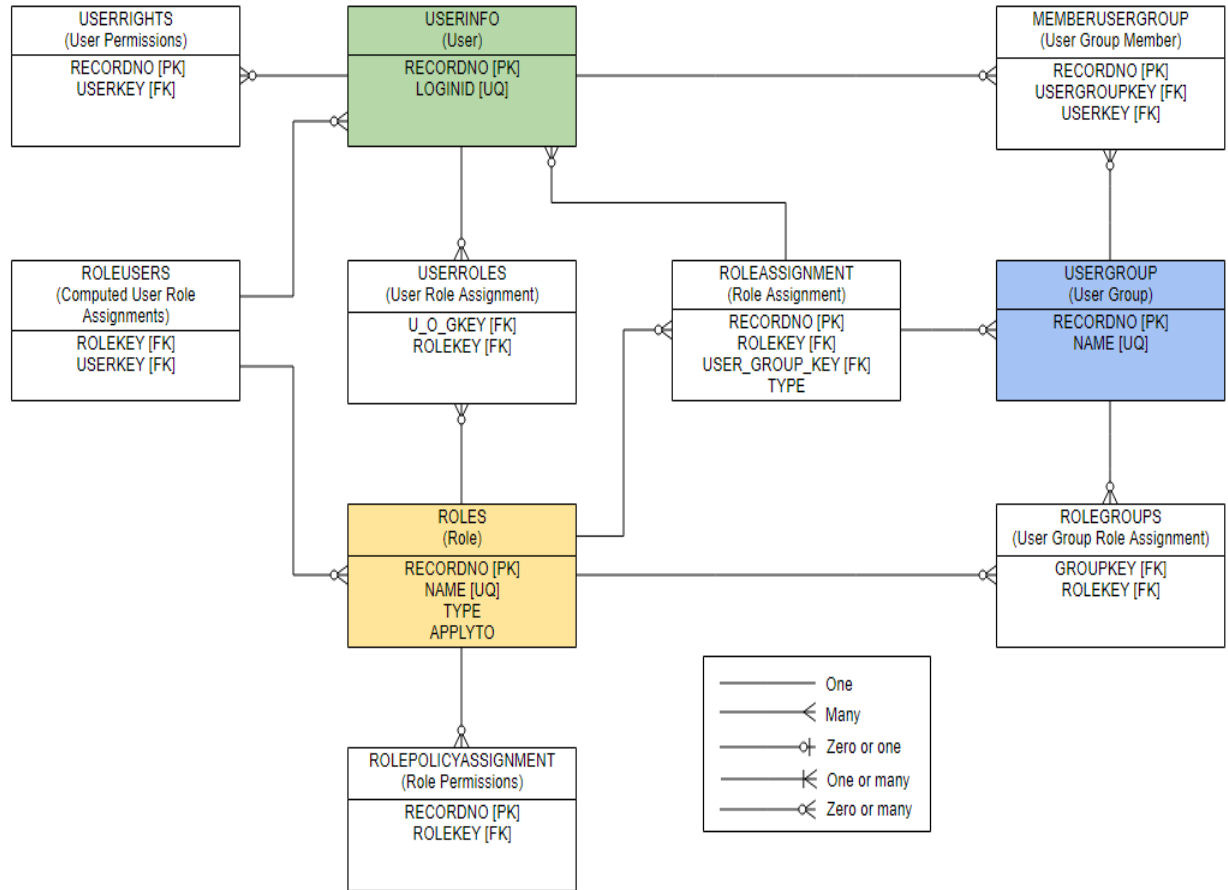 USERRIGHTS
(User Permissions)
RECORDNO [PK]
USERKEY [FK]
USERINFO
(User)
RECORDNO [PK]
LOGINID [UQ]
MEMBERUSERGROUP
(User Group Member)
RECORDNO [PK]
USERGROUPKEY [FK]
USERKEY [FK]
ROLEUSERS
(Computed User Role
Assignments)
ROLEKEY [FK]
USERKEY [FK]
USERROLES
(User Role Assignment)
U_O_GKEY [FK]
ROLEKEY [FK]
ROLEASSIGNMENT
(Role Assignment)
RECORDNO [PK]
ROLEKEY [FK]
USER_GROUP_KEY [FK]
TYPE
USERGROUP
(User Group)
RECORDNO [PK]
NAME [UQ]
ROLES
(Role)
RECORDNO [PK]
NAME [UQ]
TYPE
APPLYTO
ROLEGROUPS
(User Group Role Assignment)
GROUPKEY [FK]
ROLEKEY [FK]
ROLEPOLICYASSIGNMENT
(Role Permissions)
RECORDNO [PK]
ROLEKEY [FK]
One
Many
Zero or one
One or many
Zero or many